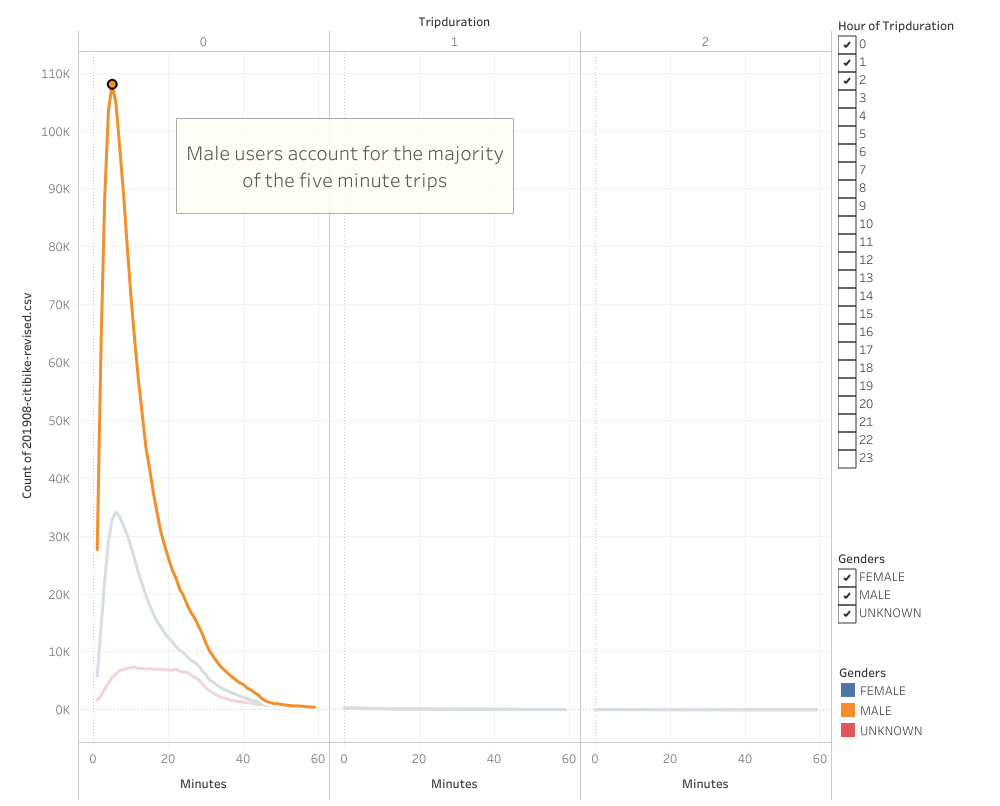 Tripduration
0 1 2
110K
100K
90K
80K
70K
60K
50K
40K
30K
20K
10K
0K
Count of 201908-citibike-revised.csv
Male users account for the majority
of the five minute trips
0 20 40 60 0 20 40 60 0 20 40 60
Minutes Minutes Minutes
Hour of Tripduration
0
1
2
3
4
5
6
7
8
9
10
11
12
13
14
15
16
17
18
19
20
21
22
23
Genders
FEMALE
MALE
UNKNOWN
Genders
FEMALE
MALE
UNKNOWN